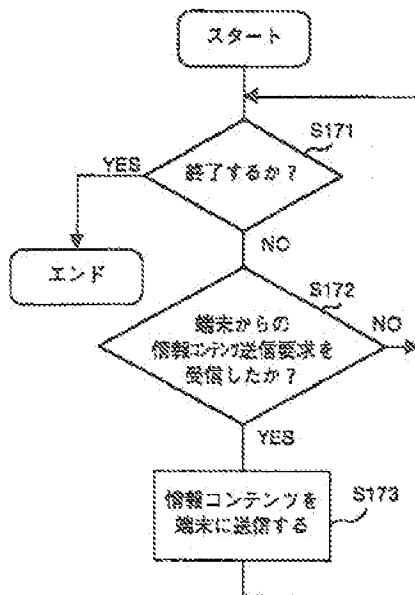 スタート
S171
終了するか?
YES
NO
エンド
S172
端末からの
情報コンテンツ送信要求を
受信したか?
NO
YES
S173
情報コンテンツを
端末に送信する